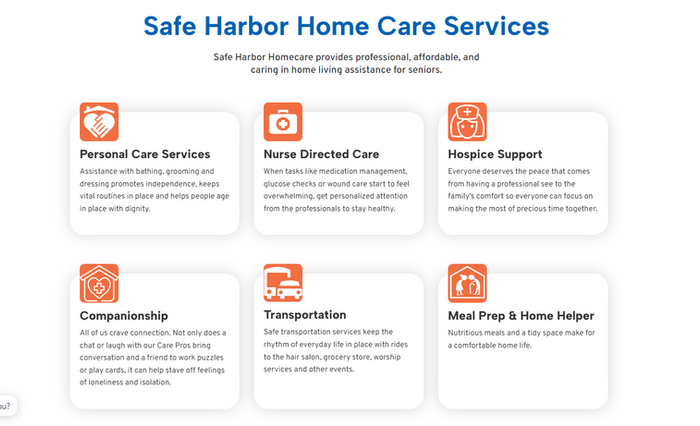 Safe Harbor Home Care Services
Safe Harbor Homecare provides professional, affordable, and
caring in home living assistance for seniors.
Personal Care Services
Assistance with bathing, grooming and
dressing promotes independence, keeps
vital routines in place and helps people age
in place with dignity.
Nurse Directed Care
When tasks like medication management,
glucose checks or wound care start to feel
overwhelming, get personalized attention
from the professionals to stay healthy.
Hospice Support
Everyone deserves the peace that comes
from having a professional see to the
family's comfort so everyone can focus on
making the most of precious time together.
Companionship
All of us crave connection. Not only does a
chat or laugh with our Care Pros bring
conversation and a friend to work puzzles
or play cards, it can help stave off feelings
of loneliness and isolation.
Transportation
Safe transportation services keep the
rhythm of everyday life in place with rides
to the hair salon, grocery store, worship
services and other events.
Meal Prep & Home Helper
Nutritious meals and a tidy space make for
a comfortable home life.
ou?